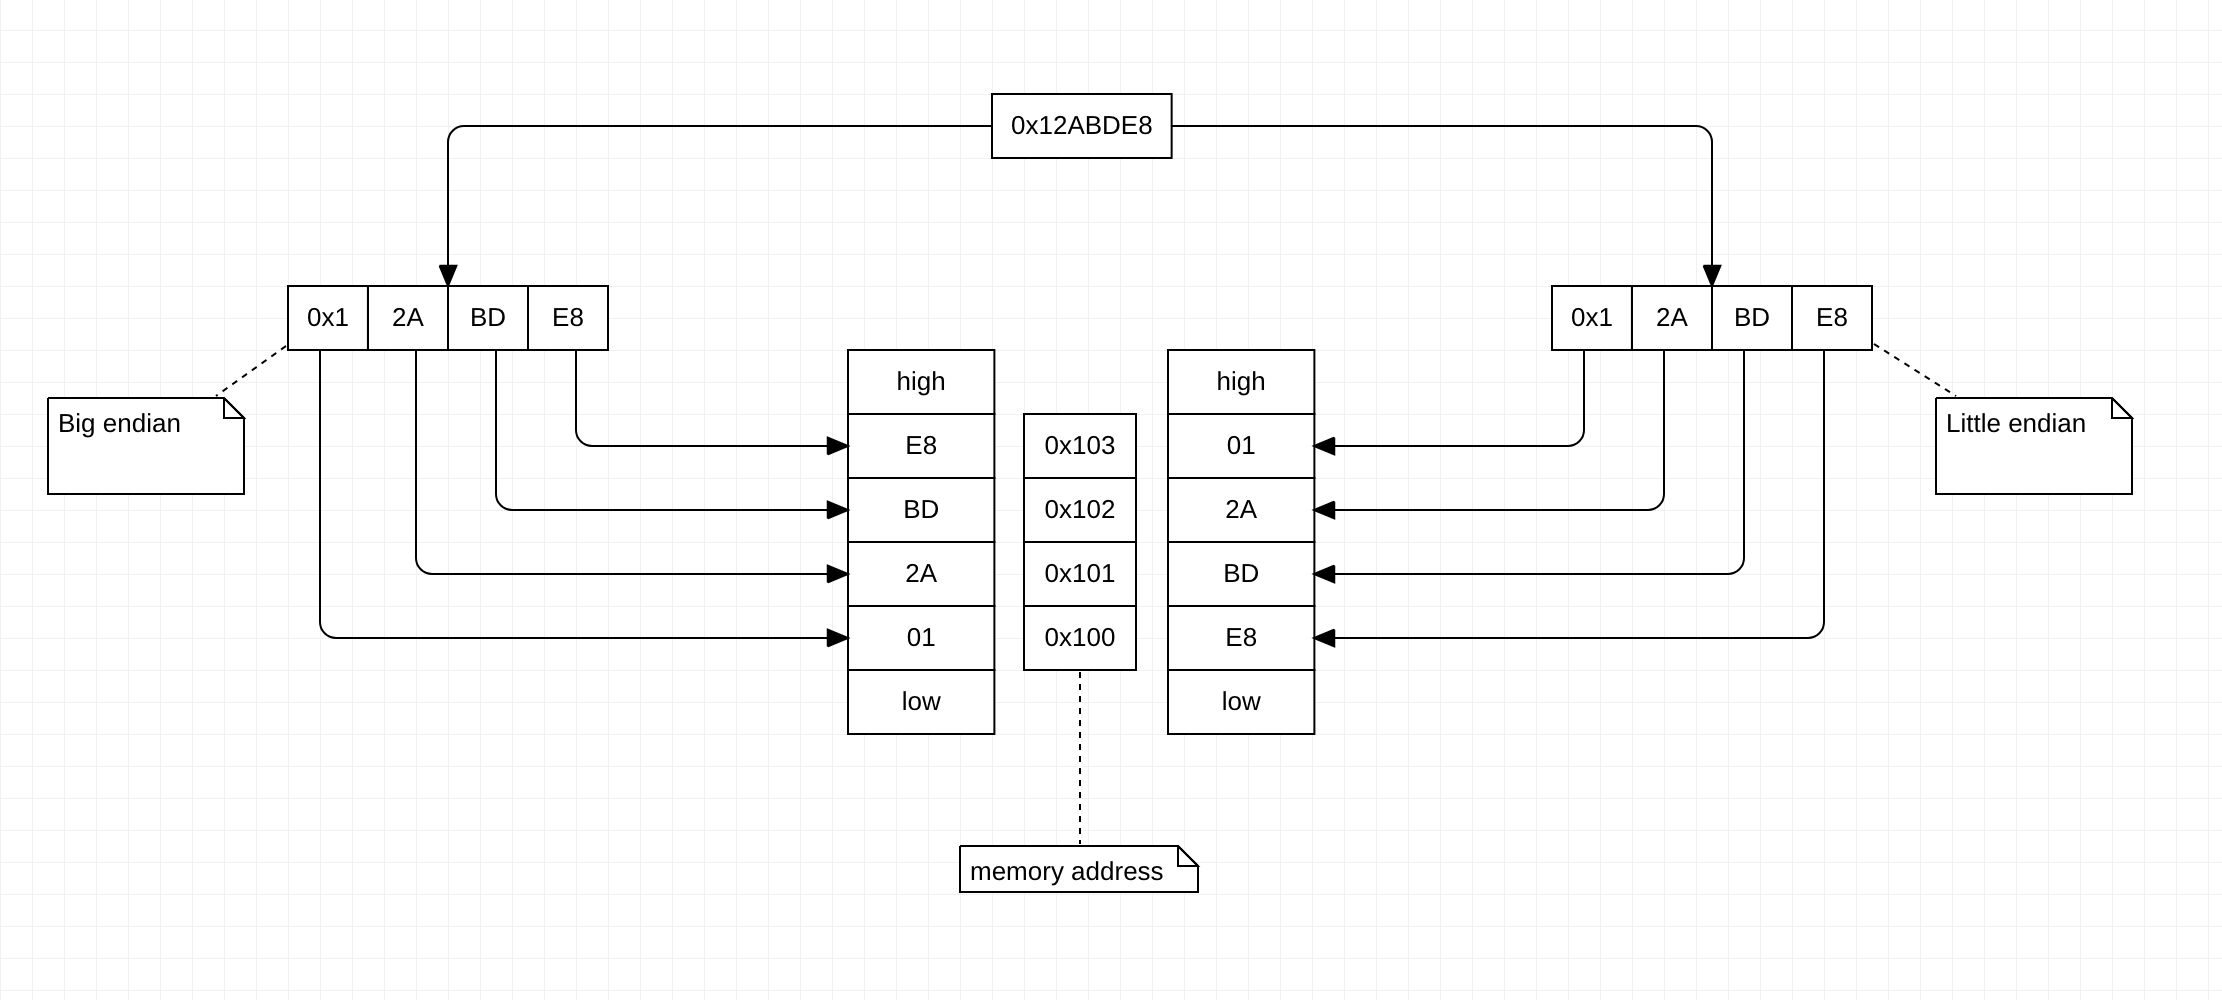 0x12ABDE8
0x1 2A BD E8
0x1 2A BD E8
Big endian
Little endian
high
E8
BD
2A
01
low
0x103
0x102
0x101
0x100
high
01
2A
BD
E8
low
memory address